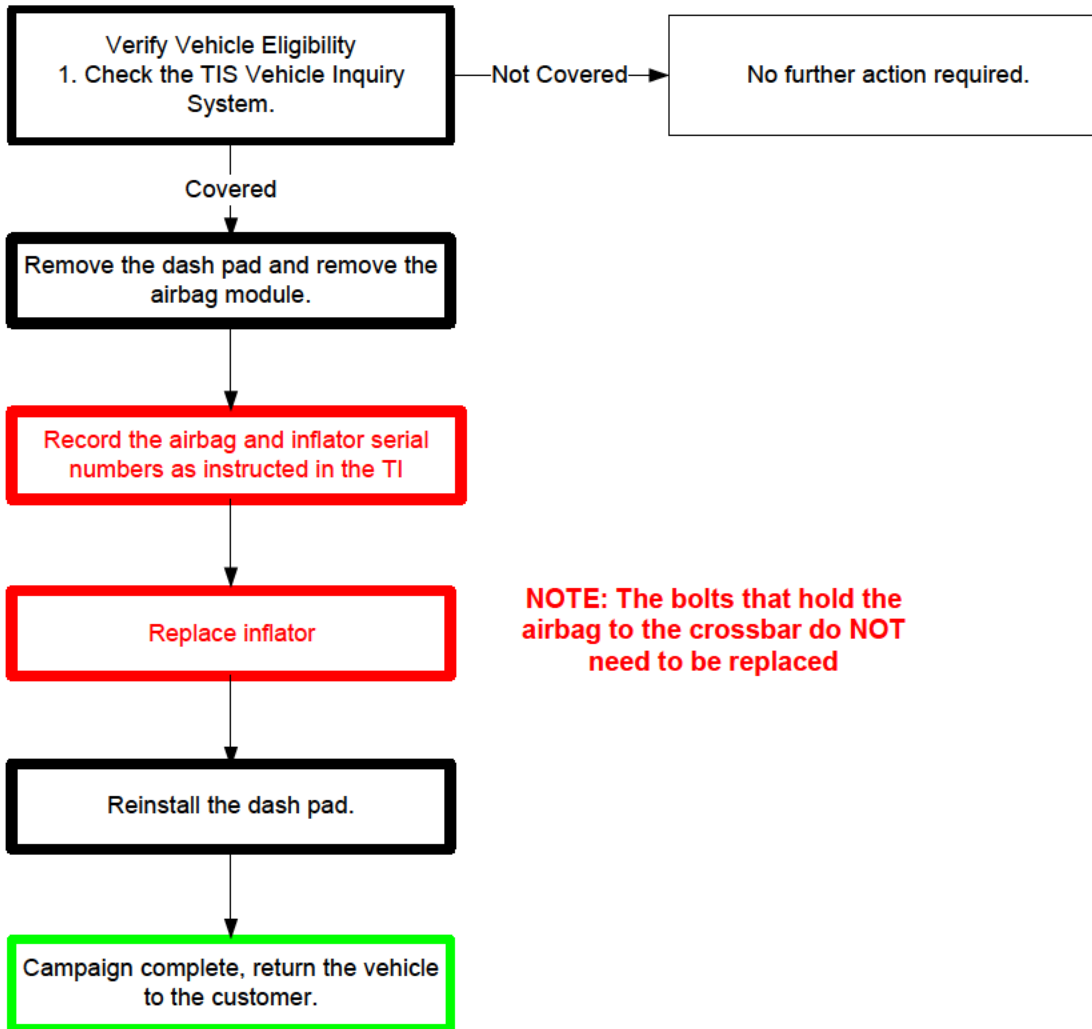 Verify Vehicle Eligibility
1. Check the TIS Vehicle Inquiry
System.
Not Covered
No further action required.
Covered
Remove the dash pad and remove the
airbag module.
Record the airbag and inflator serial
numbers as instructed in the TI
Replace inflator
NOTE: The bolts that hold the
airbag to the crossbar do NOT
need to be replaced
Reinstall the dash pad.
Campaign complete, return the vehicle
to the customer.